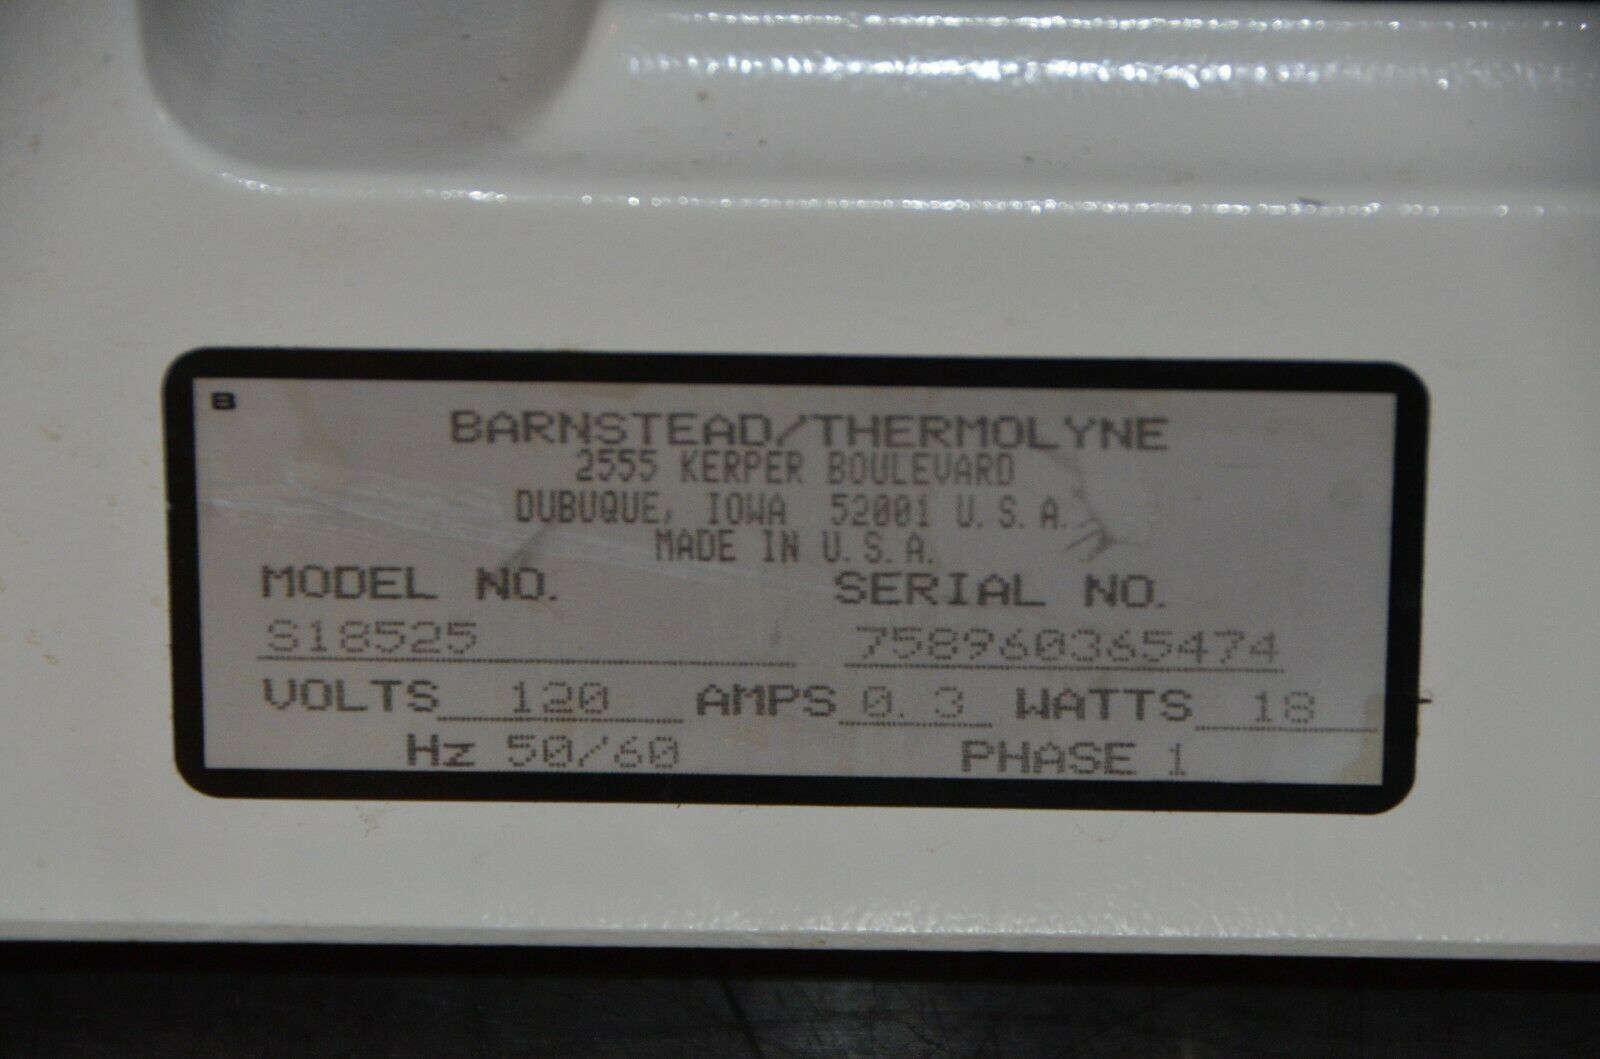 B
BARNSTEAD/THERMOLYNE
2555 KERPER BOULEVARD
DUBUQUE, IOWA 52001 U.S.A.
MADE IN U.S.A.
MODEL NO. SERIAL NO.
S18525 758960365474
VOLTS 120 AMPS 0.3 WATTS 18
Hz 50/60 PHASE 1